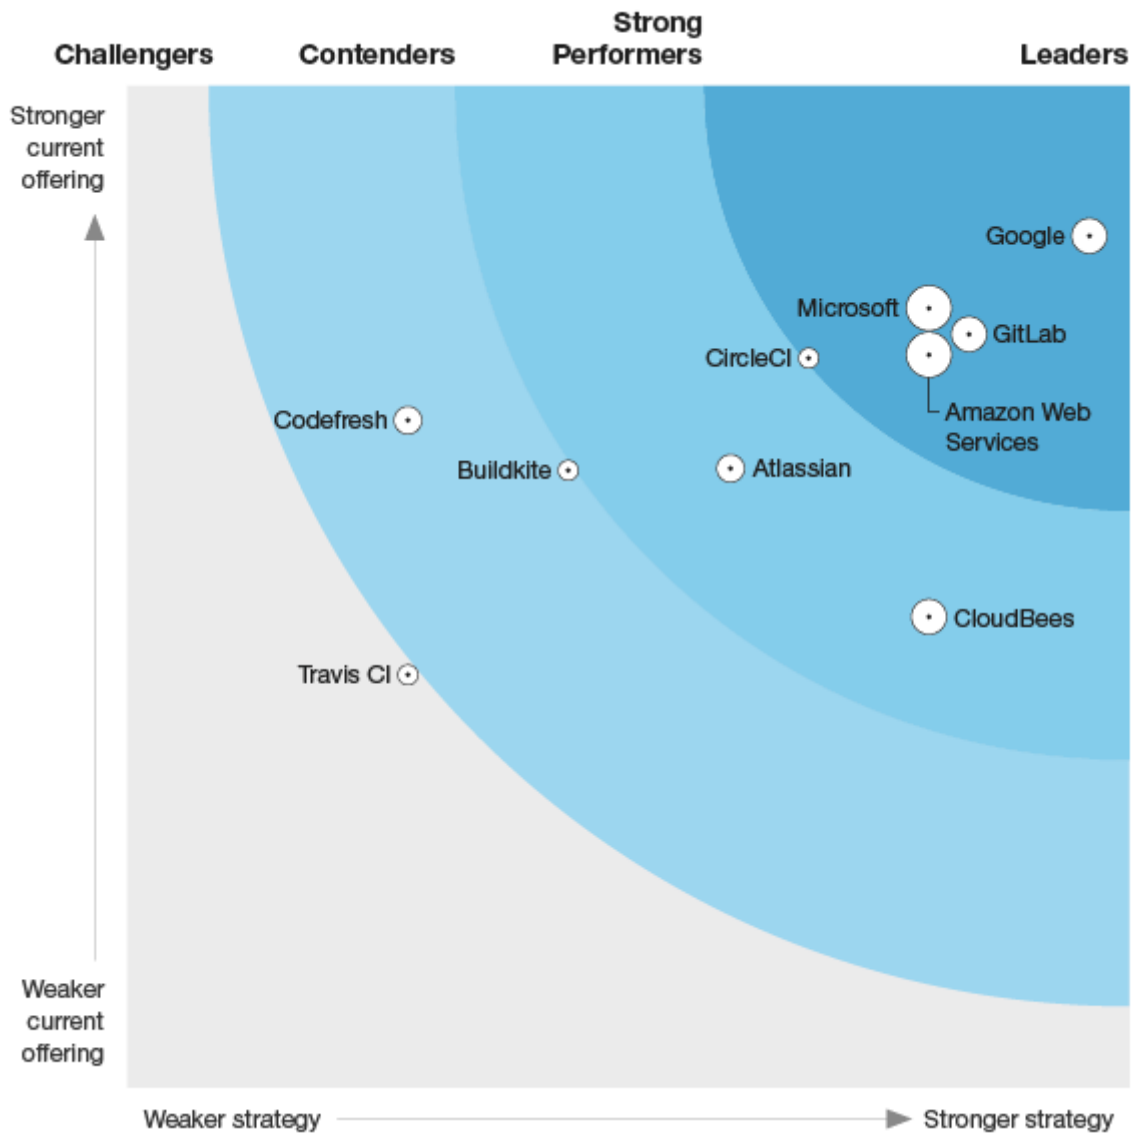 Challengers
Contenders
Strong
Performers
Leaders
Stronger
current
offering
Google
Microsoft
GitLab
CircleCI
Amazon Web
Services
Codefresh
Buildkite
Atlassian
CloudBees
Travis CI
Weaker
current
offering
Weaker strategy
Stronger strategy